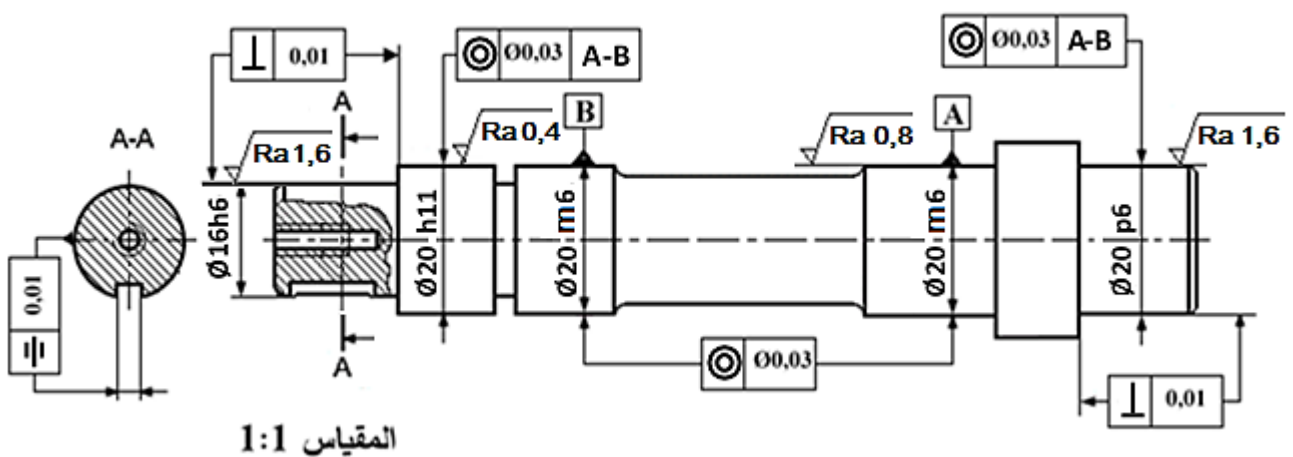 ⊥ 0,01
◎ Ø0,03 A-B
◎ Ø0,03 A-B
A
B
A
A-A
Ra 1,6
Ra 0,4
Ra 0,8
Ra 1,6
0,01
Ø16h6
Ø20 h11
Ø20 m6
Ø20 m6
Ø20 p6
A
◎ Ø0,03
⊥ 0,01
المقياس 1:1